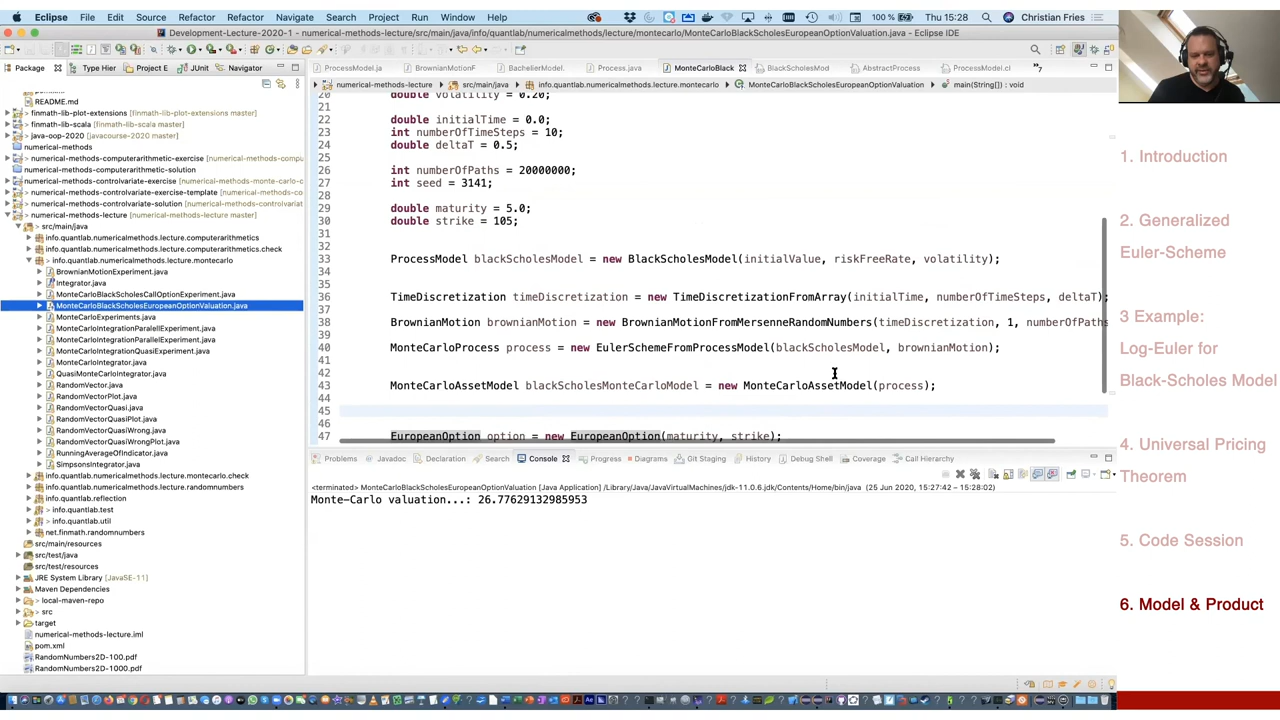 Eclipse File Edit Source Refactor Refactor Navigate Search Project Run Window Help 100 % Thu 15:28 Christian Fries
Development-Lecture-2020-1 - numerical-methods-lecture/src/main/java/info/quantlab/numericalmethods/lecture/montecarlo/MonteCarloBlackScholesEuropeanOptionValuation.java - Eclipse IDE
Package Type Hier Project E JUnit Navigator
ProcessModel.ja BrownianMotionF BachelierModel. Process.java MonteCarloBlack BlackScholesMod AbstractProcess ProcessModel.cl
numerical-methods-lecture src/main/java info.quantlab.numericalmethods.lecture.montecarlo MonteCarloBlackScholesEuropeanOptionValuation main(String[]) : void
README.md
finmath-lib-plot-extensions [finmath-lib-plot-extensions master]
finmath-lib-scala [finmath-lib-scala master]
java-oop-2020 [javacourse-2020 master]
numerical-methods
numerical-methods-computerarithmetic-exercise [numerical-methods-compu
numerical-methods-computerarithmetic-solution
numerical-methods-controlvariate-exercise [numerical-methods-monte-carlo-c
numerical-methods-controlvariate-exercise-template [numerical-methods-contr
numerical-methods-controlvariate-solution [numerical-methods-controlvariate-s
numerical-methods-lecture [numerical-methods-lecture master]
src/main/java
info.quantlab.numericalmethods.lecture.computerarithmetics
info.quantlab.numericalmethods.lecture.computerarithmetics.check
info.quantlab.numericalmethods.lecture.montecarlo
BrownianMotionExperiment.java
Integrator.java
MonteCarloBlackScholesCallOptionExperiment.java
MonteCarloBlackScholesEuropeanOptionValuation.java
MonteCarloExperiments.java
MonteCarloIntegrationParalellExperiment.java
MonteCarloIntegrationParallelExperiment.java
MonteCarloIntegrationQuasiExperiment.java
MonteCarloIntegrator.java
QuasiMonteCarloIntegrator.java
RandomVector.java
RandomVectorPlot.java
RandomVectorQuasi.java
RandomVectorQuasiPlot.java
RandomVectorQuasiWrong.java
RandomVectorQuasiWrongPlot.java
RunningAverageOfIndicator.java
SimpsonsIntegrator.java
info.quantlab.numericalmethods.lecture.montecarlo.check
info.quantlab.numericalmethods.lecture.randomnumbers
info.quantlab.reflection
info.quantlab.test
info.quantlab.util
net.finmath.randomnumbers
src/main/resources
src/test/java
src/test/resources
JRE System Library [JavaSE-11]
Maven Dependencies
local-maven-repo
src
target
numerical-methods-lecture.iml
pom.xml
RandomNumbers2D-100.pdf
RandomNumbers2D-1000.pdf
20 double volatility = 0.20;
21
22 double initialTime = 0.0;
23 int numberOfTimeSteps = 10;
24 double deltaT = 0.5;
25
26 int numberOfPaths = 20000000;
27 int seed = 3141;
28
29 double maturity = 5.0;
30 double strike = 105;
31
32
33 ProcessModel blackScholesModel = new BlackScholesModel(initialValue, riskFreeRate, volatility);
34
35
36 TimeDiscretization timeDiscretization = new TimeDiscretizationFromArray(initialTime, numberOfTimeSteps, deltaT);
37
38 BrownianMotion brownianMotion = new BrownianMotionFromMersenneRandomNumbers(timeDiscretization, 1, numberOfPaths
39
40 MonteCarloProcess process = new EulerSchemeFromProcessModel(blackScholesModel, brownianMotion);
41
42
43 MonteCarloAssetModel blackScholesMonteCarloModel = new MonteCarloAssetModel(process);
44
45
46
47 EuropeanOption option = new EuropeanOption(maturity, strike);
Problems Javadoc Declaration Search Console Progress Diagrams Git Staging History Debug Shell Coverage Call Hierarchy
<terminated> MonteCarloBlackScholesEuropeanOptionValuation [Java Application] /Library/Java/JavaVirtualMachines/jdk-11.0.6.jdk/Contents/Home/bin/java (25 Jun 2020, 15:27:42 – 15:28:02)
Monte-Carlo valuation...: 26.77629132985953
1. Introduction
2. Generalized
Euler-Scheme
3 Example:
Log-Euler for
Black-Scholes Model
4. Universal Pricing
Theorem
5. Code Session
6. Model & Product